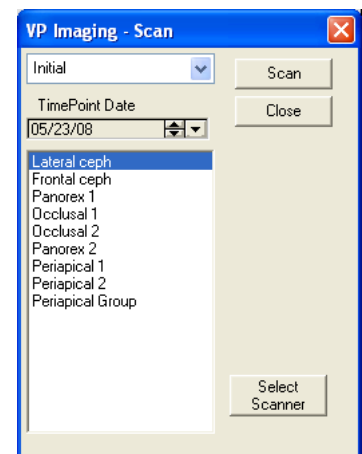 VP Imaging - Scan
Initial
Scan
TimePoint Date
Close
05/23/08
Lateral ceph
Frontal ceph
Panorex 1
Occlusal 1
Occlusal 2
Panorex 2
Periapical 1
Periapical 2
Periapical Group
Select
Scanner